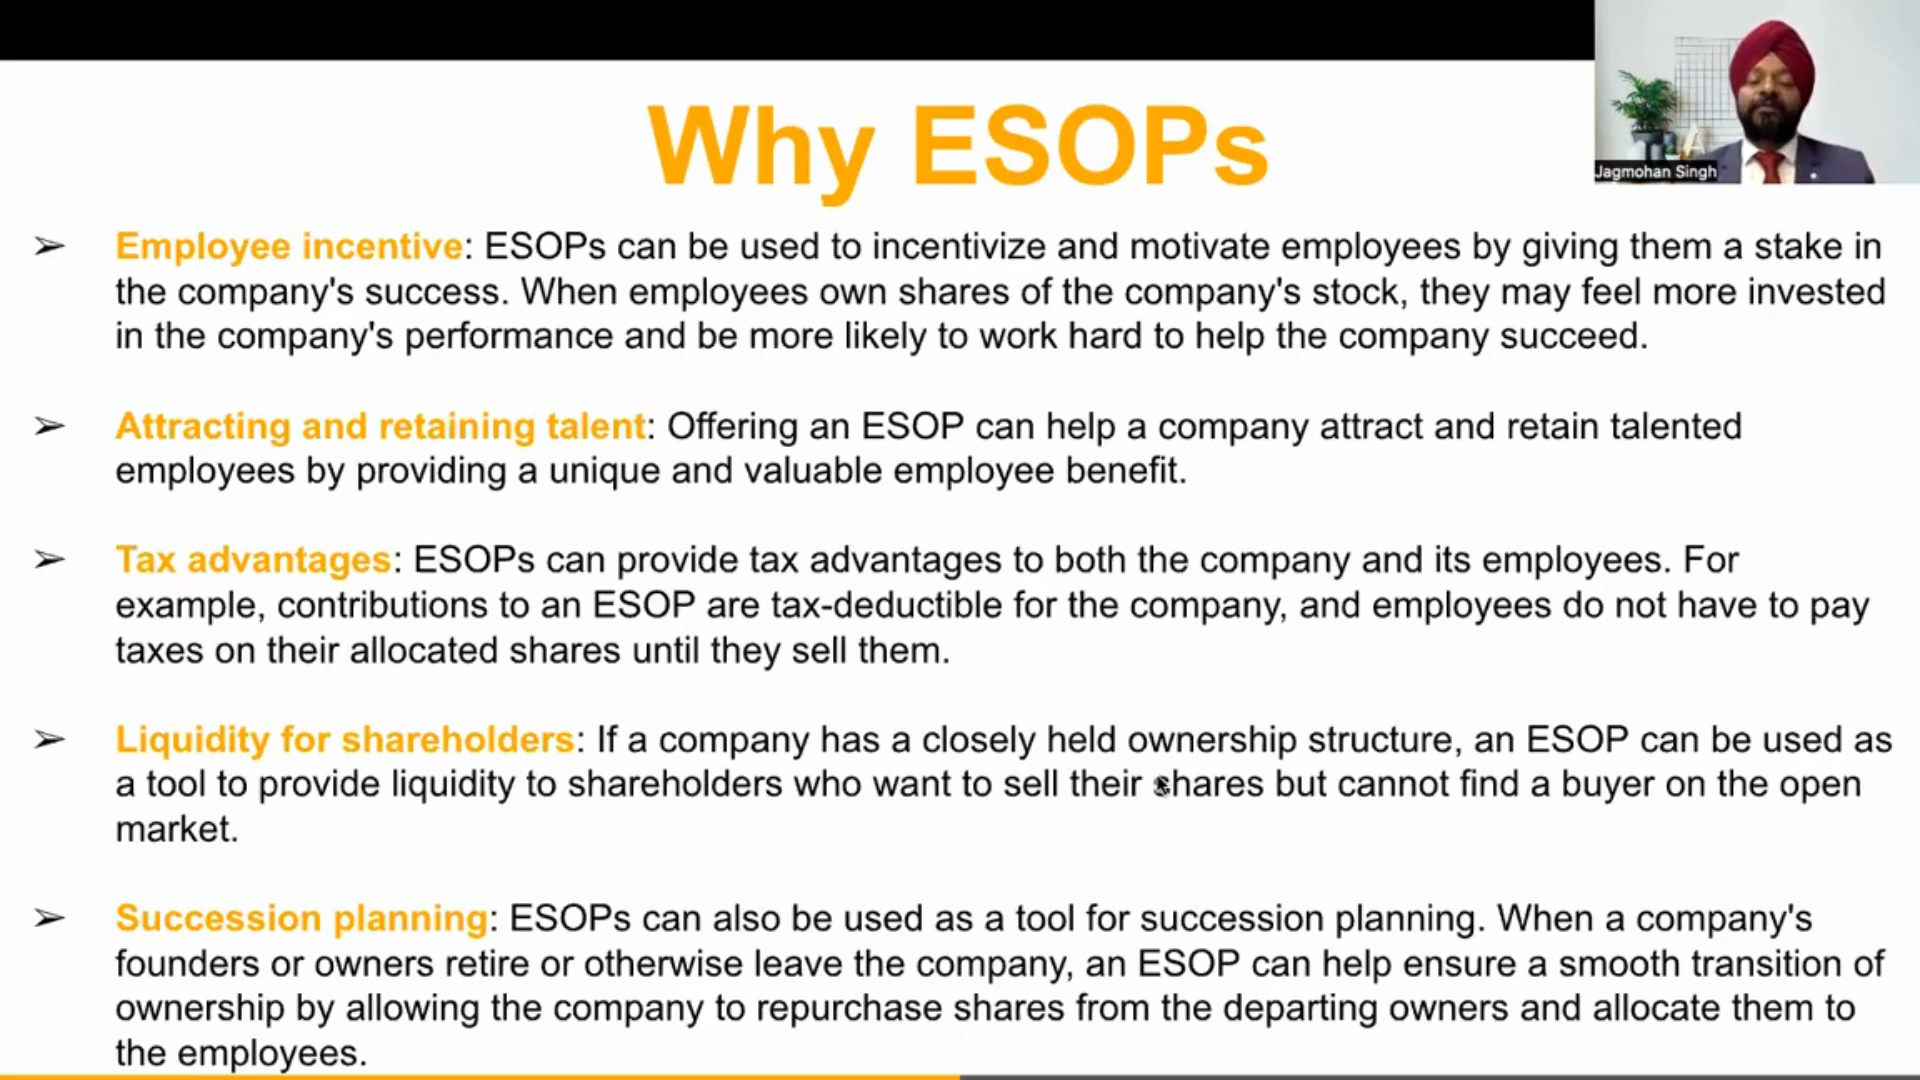 Why ESOPs
Jagmohan Singh
➢ Employee incentive: ESOPs can be used to incentivize and motivate employees by giving them a stake in
the company's success. When employees own shares of the company's stock, they may feel more invested
in the company's performance and be more likely to work hard to help the company succeed.
➢ Attracting and retaining talent: Offering an ESOP can help a company attract and retain talented
employees by providing a unique and valuable employee benefit.
➢ Tax advantages: ESOPs can provide tax advantages to both the company and its employees. For
example, contributions to an ESOP are tax-deductible for the company, and employees do not have to pay
taxes on their allocated shares until they sell them.
➢ Liquidity for shareholders: If a company has a closely held ownership structure, an ESOP can be used as
a tool to provide liquidity to shareholders who want to sell their shares but cannot find a buyer on the open
market.
➢ Succession planning: ESOPs can also be used as a tool for succession planning. When a company's
founders or owners retire or otherwise leave the company, an ESOP can help ensure a smooth transition of
ownership by allowing the company to repurchase shares from the departing owners and allocate them to
the employees.